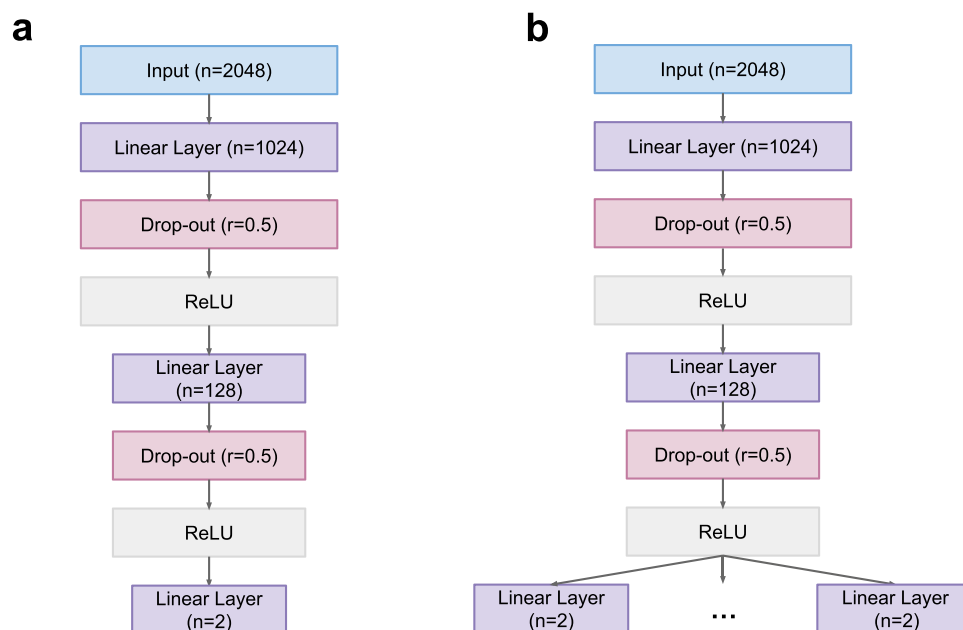 a
Input (n=2048)
Linear Layer (n=1024)
Drop-out (r=0.5)
ReLU
Linear Layer
(n=128)
Drop-out (r=0.5)
ReLU
Linear Layer
(n=2)
b
Input (n=2048)
Linear Layer (n=1024)
Drop-out (r=0.5)
ReLU
Linear Layer
(n=128)
Drop-out (r=0.5)
ReLU
Linear Layer
(n=2)
...
Linear Layer
(n=2)